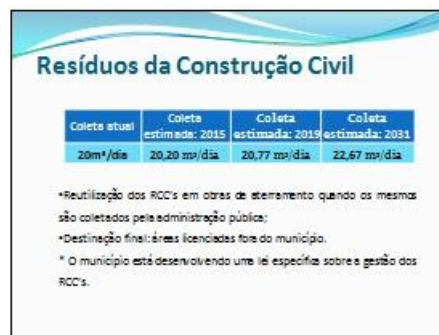 Resíduos da Construção Civil
Coleta atual
Coleta estimada: 2015
Coleta estimada: 2019
Coleta estimada: 2031
20m³/dia
20,20 m³/dia
20,77 m³/dia
22,67 m³/dia
•Reutilização dos RCC's em obras de aterramento quando os mesmos
são coletados pela administração pública;
•Destinação final: áreas licenciadas fora do município.
* O município está desenvolvendo uma lei específica sobre a gestão dos
RCC's.